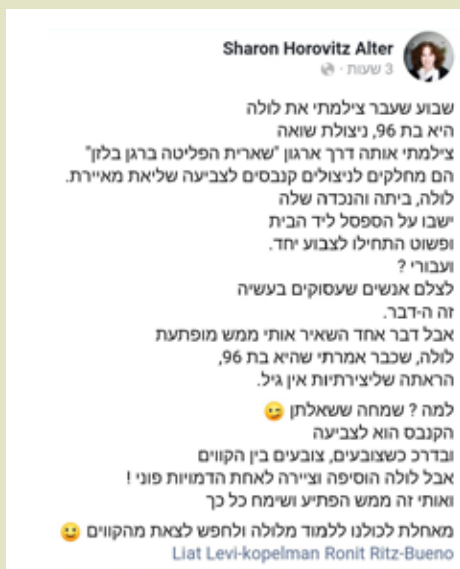 Sharon Horovitz Alter
3 שעות ·
שבוע שעבר צילמתי את לולה
היא בת 96, ניצולת שואה
צילמתי אותה דרך ארגון "שארית הפליטה ברגן בלזן"
הם מחלקים לניצולים קנבסים לצביעה שליאת מאיירת.
לולה, ביתה והנכדה שלה
ישבו על הספסל ליד הבית
ופשוט התחילו לצבוע יחד.
ועבורי ?
לצלם אנשים שעסוקים בעשיה
זה ה-דבר.
אבל דבר אחד השאיר אותי ממש מופתעת
לולה, שכבר אמרתי שהיא בת 96,
הראתה שליצירתיות אין גיל.
למה ? שמחה ששאלתן 😉
הקנבס הוא לצביעה
ובדרכ כשצובעים, צובעים בין הקווים
אבל לולה הוסיפה וציירה לאחת הדמויות פוני !
ואותי זה ממש הפתיע ושימח כל כך
מאחלת לכולנו ללמוד מלולה ולחפש לצאת מהקווים 🙂
Liat Levi-kopelman Ronit Ritz-Bueno